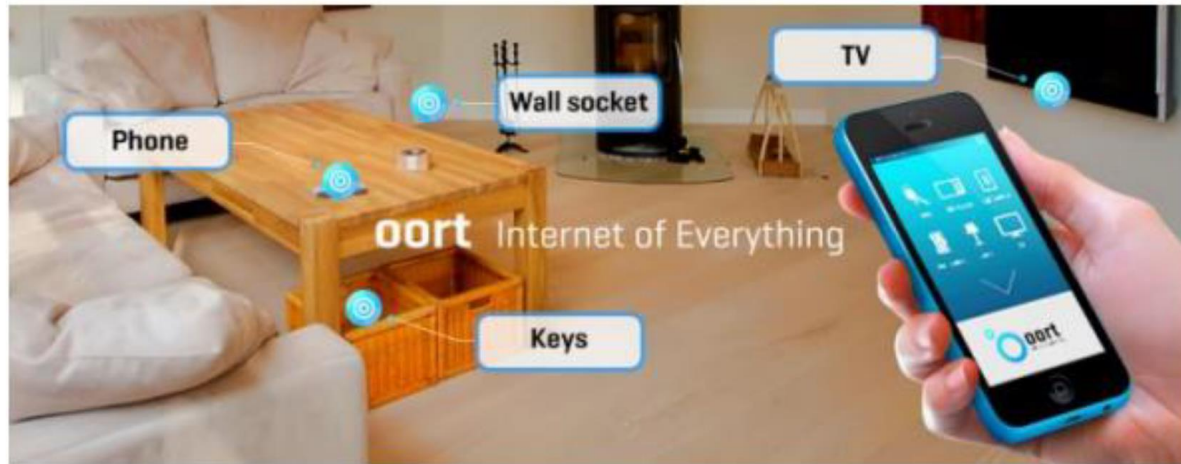 TV
Wall socket
Phone
oort Internet of Everything
Keys
oort